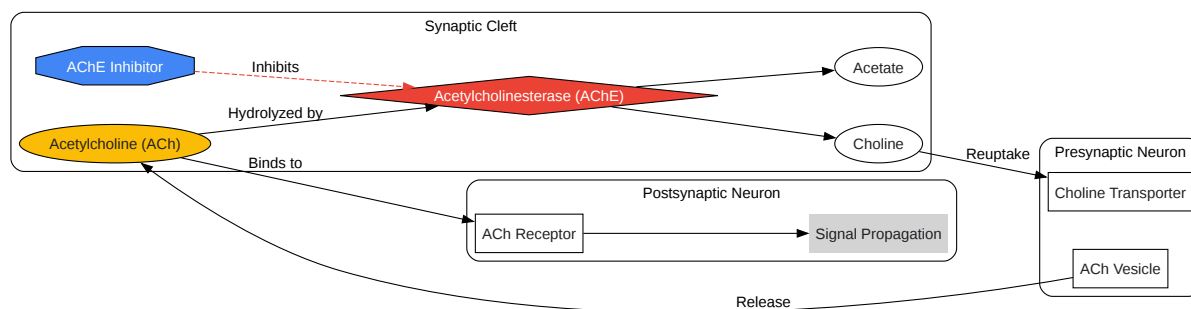 Synaptic Cleft
AChE Inhibitor
Inhibits
Acetate
Acetylcholinesterase (AChE)
Hydrolyzed by
Acetylcholine (ACh)
Choline
Binds to
Reuptake
Presynaptic Neuron
Choline Transporter
Postsynaptic Neuron
ACh Receptor
Signal Propagation
ACh Vesicle
Release